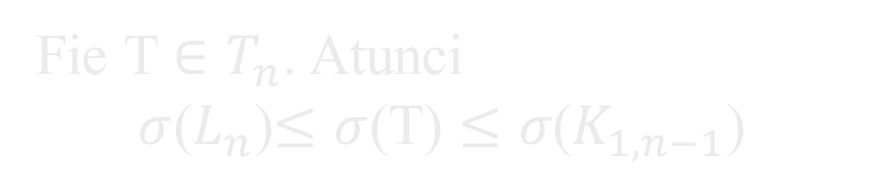 Fie T ∈ 𝑇ₙ. Atunci
𝜎(𝐿ₙ)≤ 𝜎(T) ≤ 𝜎(𝐾₁,ₙ₋₁)